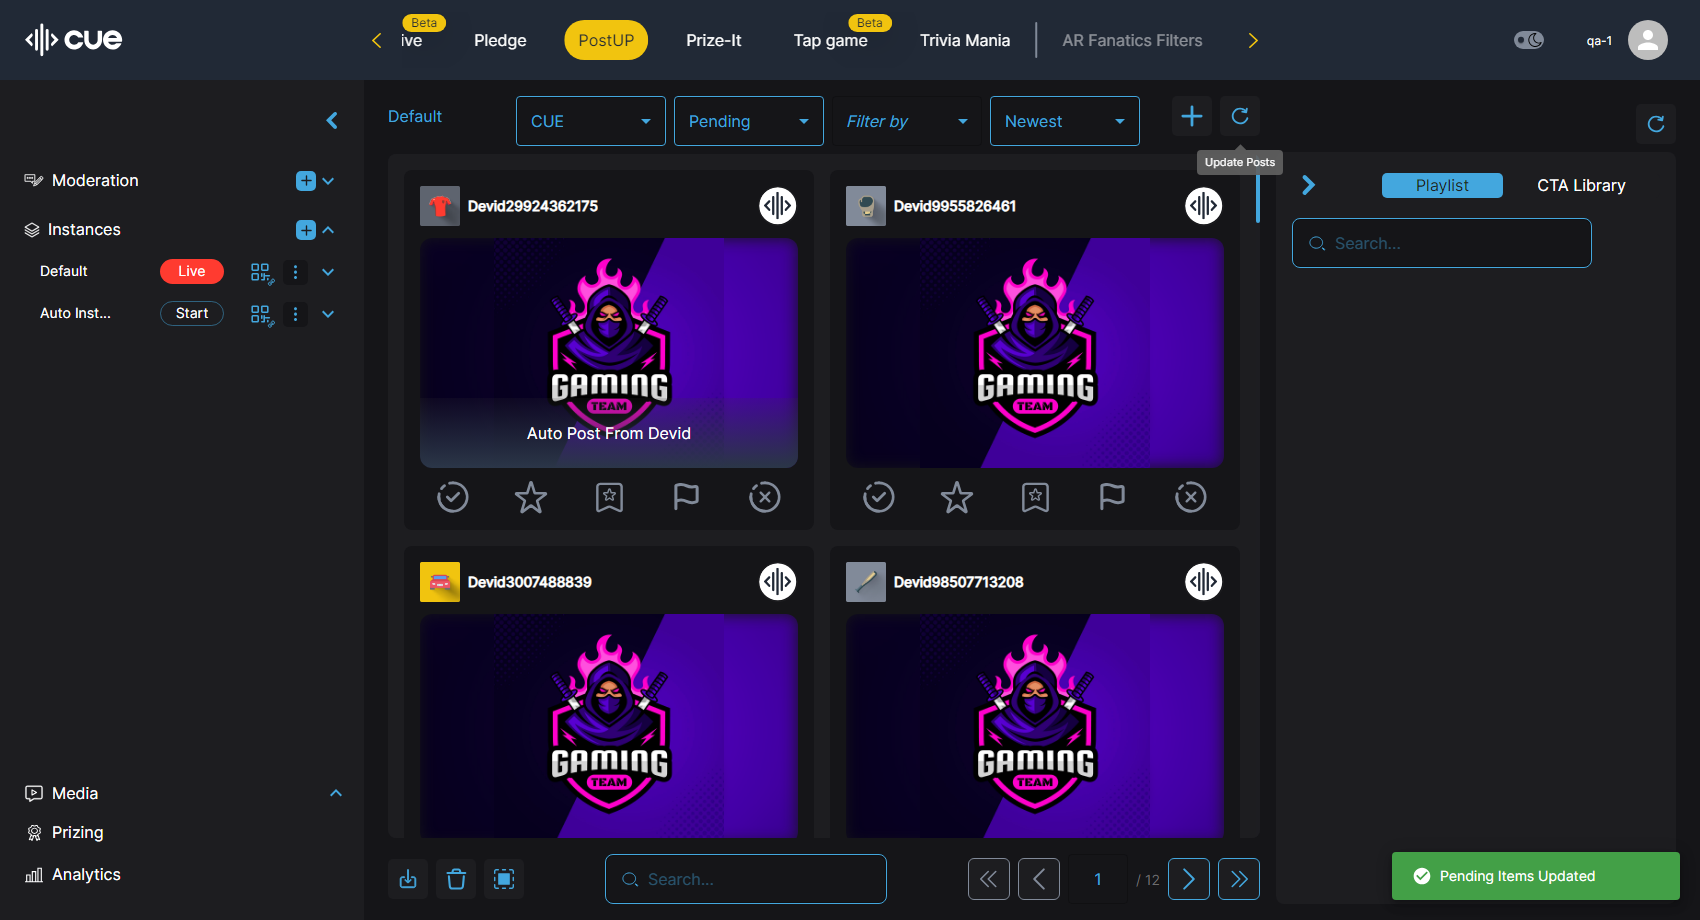 cue
Beta
ive
Pledge
PostUP
Prize-It
Beta
Tap game
Trivia Mania
AR Fanatics Filters
qa-1
Default
CUE
Pending
Filter by
Newest
Update Posts
Moderation
Instances
Default
Live
Auto Inst...
Start
Devid29924362175
GAMING
TEAM
Auto Post From Devid
Devid9955826461
GAMING
TEAM
Devid3007488839
GAMING
TEAM
Devid98507713208
GAMING
TEAM
Playlist
CTA Library
Search...
Media
Prizing
Analytics
Search...
1
/ 12
Pending Items Updated